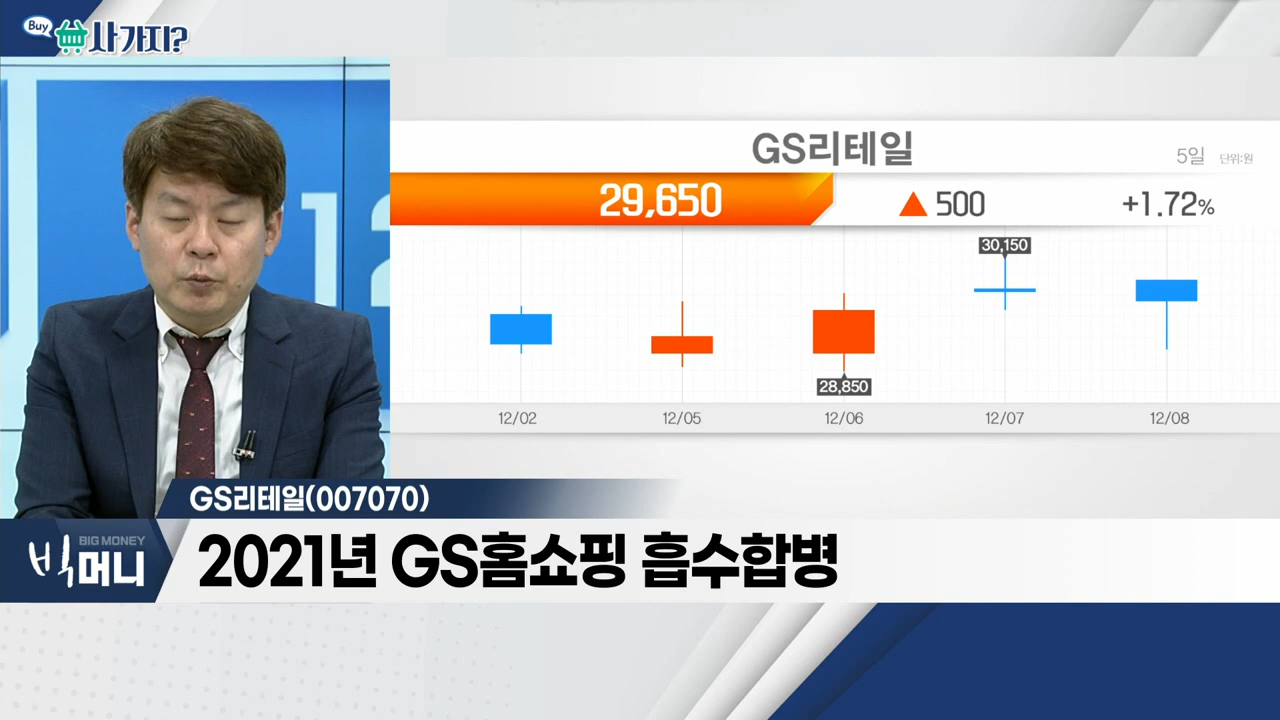 Buy 사가지?
12
GS리테일
5일 단위:원
29,650 ▲500 +1.72%
30,150
28,850
12/02 12/05 12/06 12/07 12/08
GS리테일(007070)
BIG MONEY
빅머니
2021년 GS홈쇼핑 흡수합병